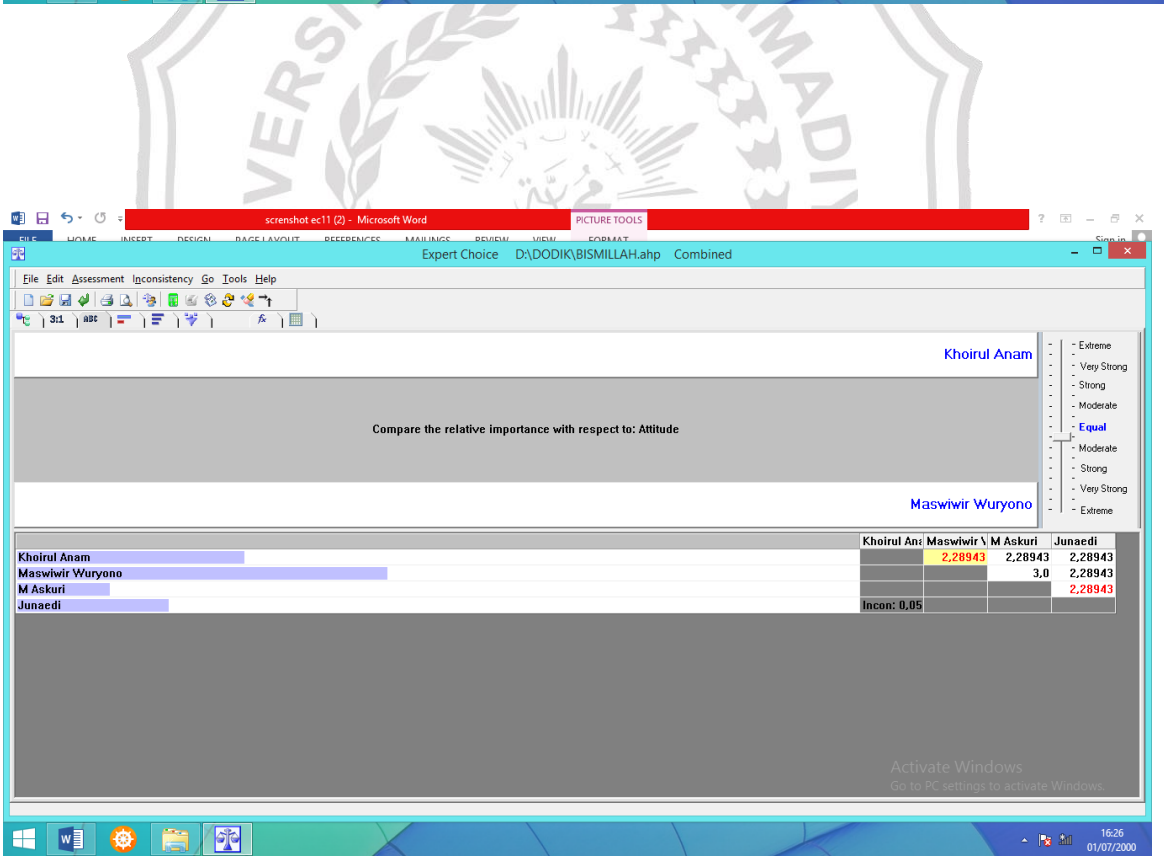 VERSI
MMADIY
screnshot ec11 (2) - Microsoft Word
PICTURE TOOLS
FILE HOME INSERT DESIGN PAGE LAYOUT REFERENCES MAILINGS REVIEW VIEW FORMAT Sign in
Expert Choice D:\DODIK\BISMILLAH.ahp Combined
File Edit Assessment Inconsistency Go Tools Help
3:1 ABC fx
Khoirul Anam
Compare the relative importance with respect to: Attitude
Maswiwir Wuryono
Extreme
Very Strong
Strong
Moderate
Equal
Moderate
Strong
Very Strong
Extreme
Khoirul Ana Maswiwir \ M Askuri Junaedi
Khoirul Anam 2,28943 2,28943 2,28943
Maswiwir Wuryono 3,0 2,28943
M Askuri 2,28943
Junaedi Incon: 0,05
Activate Windows
Go to PC settings to activate Windows.
16:26
01/07/2000